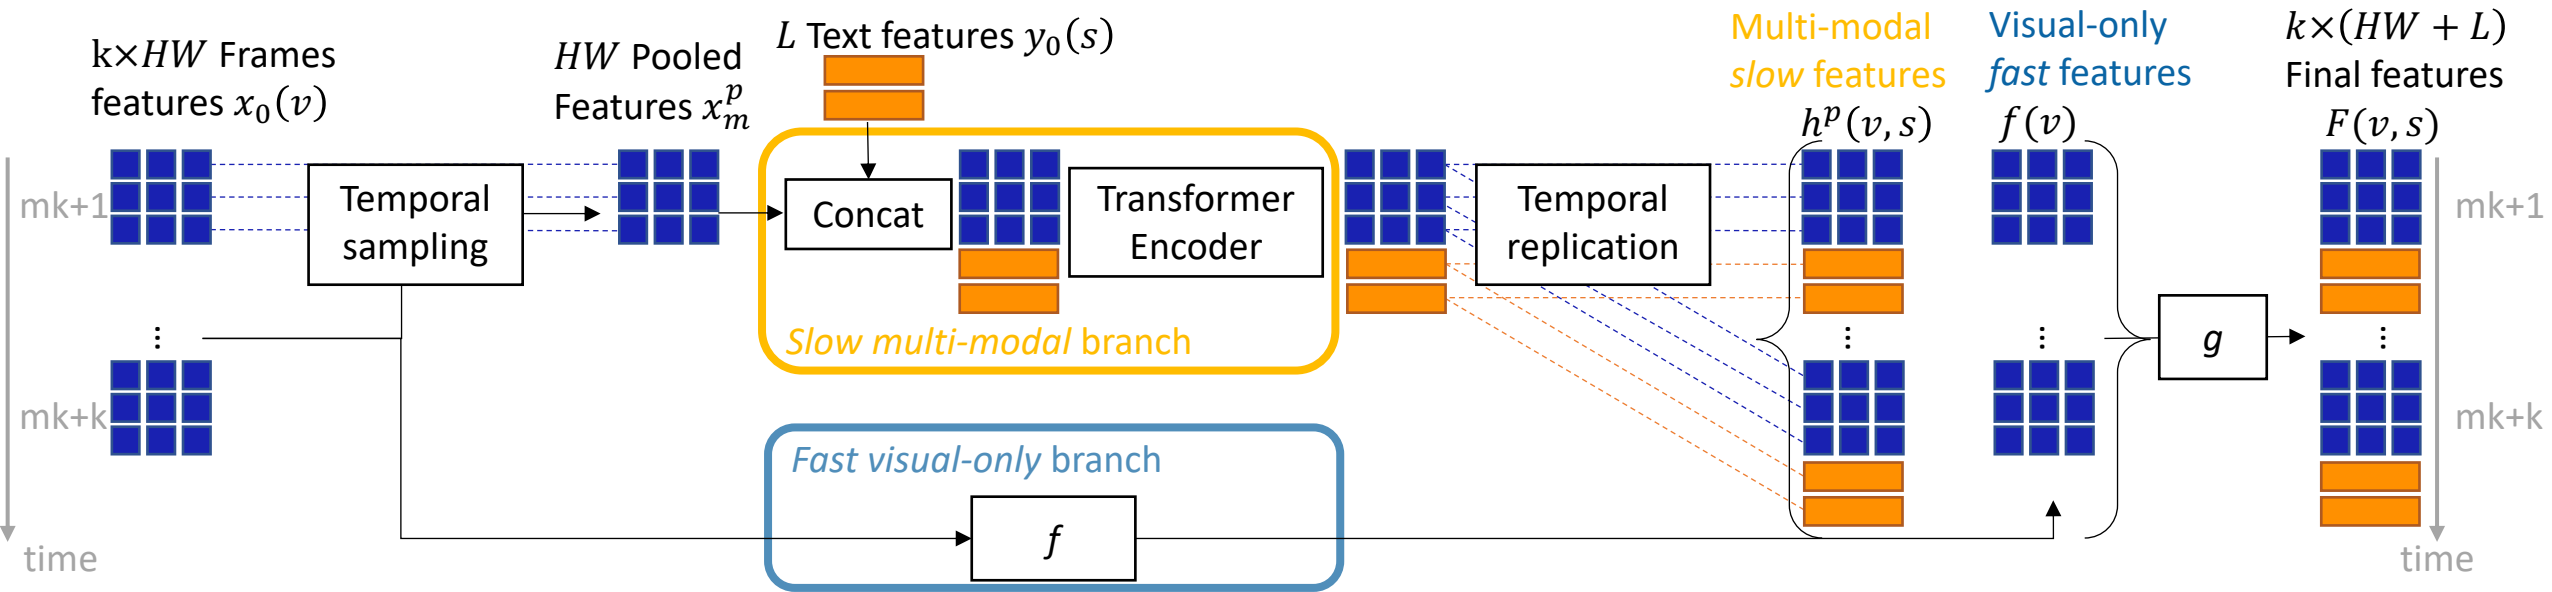 k×HW Frames
features x₀(v)
HW Pooled
Features xₘᵖ
L Text features y₀(s)
Multi-modal
slow features
hᵖ(v, s)
Visual-only
fast features
f(v)
k×(HW + L)
Final features
F(v, s)
mk+1
⋮
mk+k
time
Temporal
sampling
Concat
Transformer
Encoder
Slow multi-modal branch
Temporal
replication
⋮
⋮
g
⋮
Fast visual-only branch
f
mk+1
mk+k
time